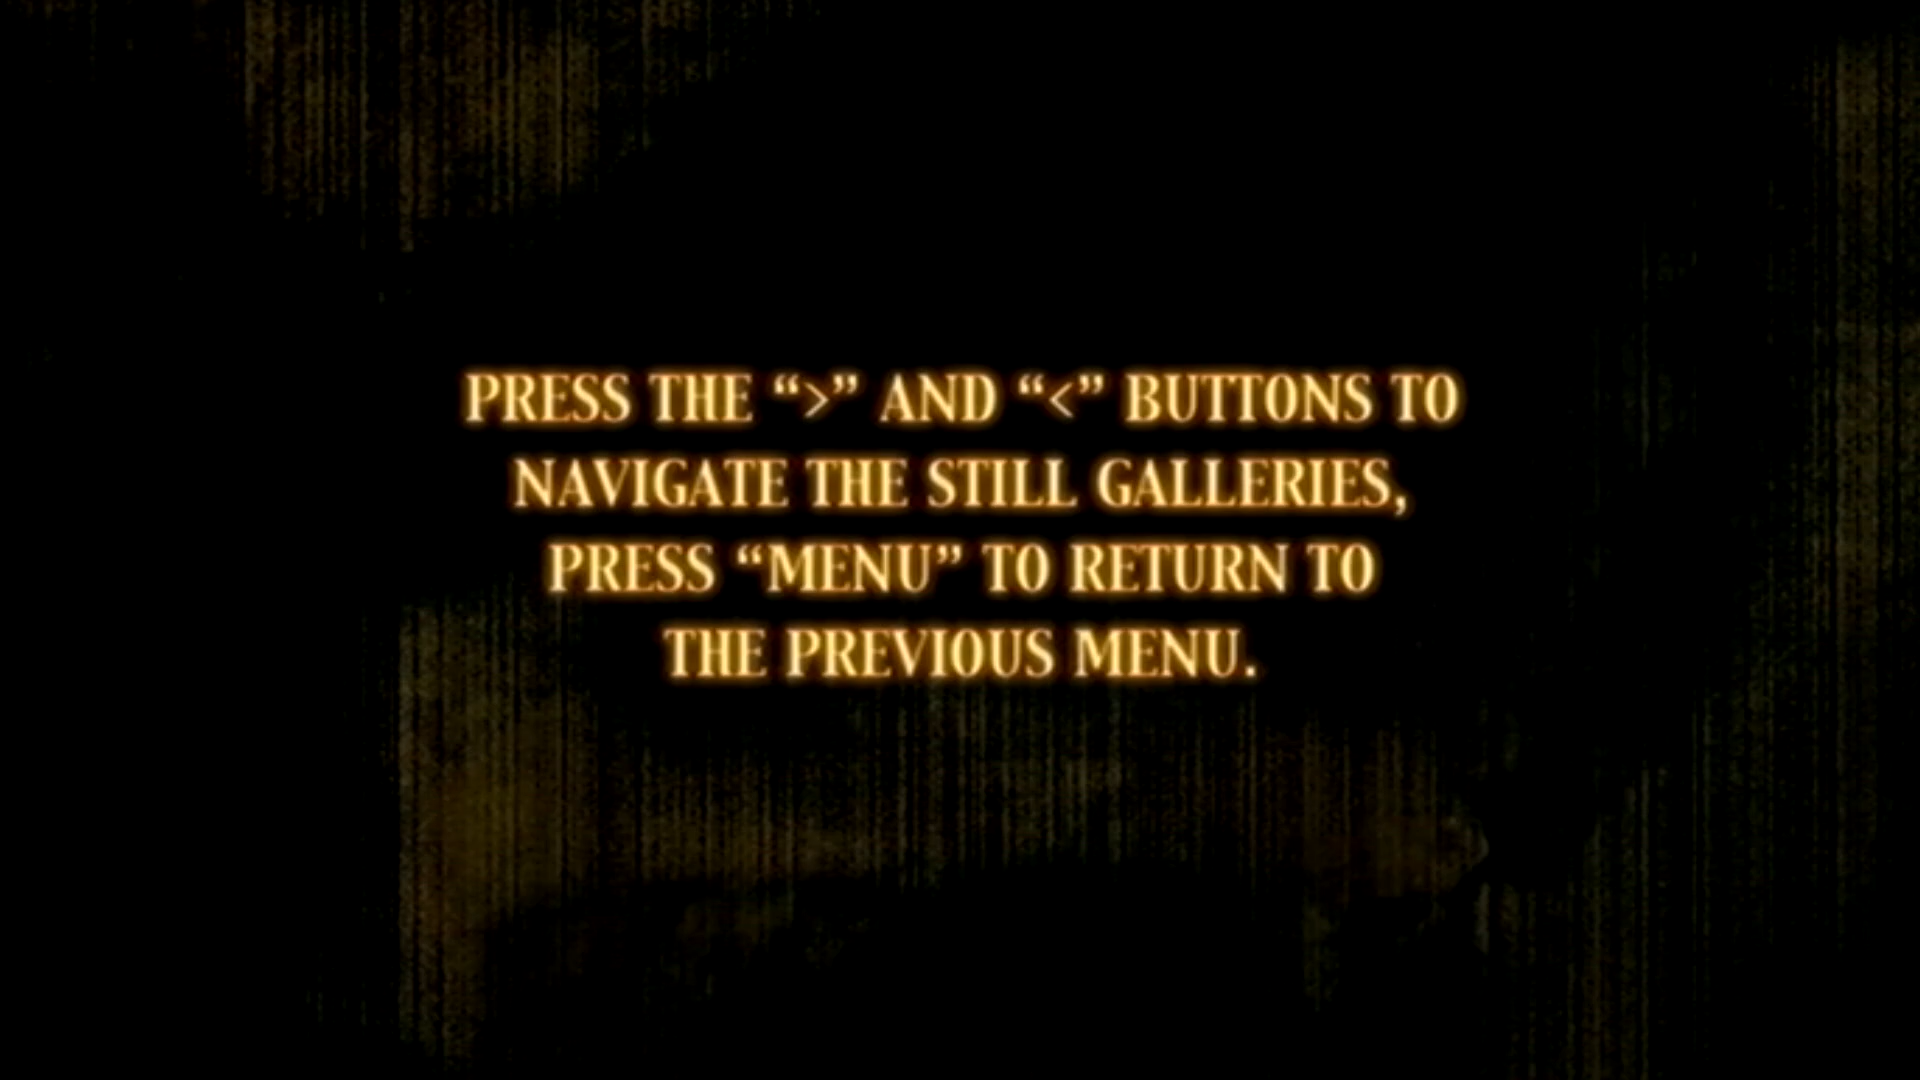 PRESS THE “>” AND “<” BUTTONS TO
NAVIGATE THE STILL GALLERIES,
PRESS “MENU” TO RETURN TO
THE PREVIOUS MENU.